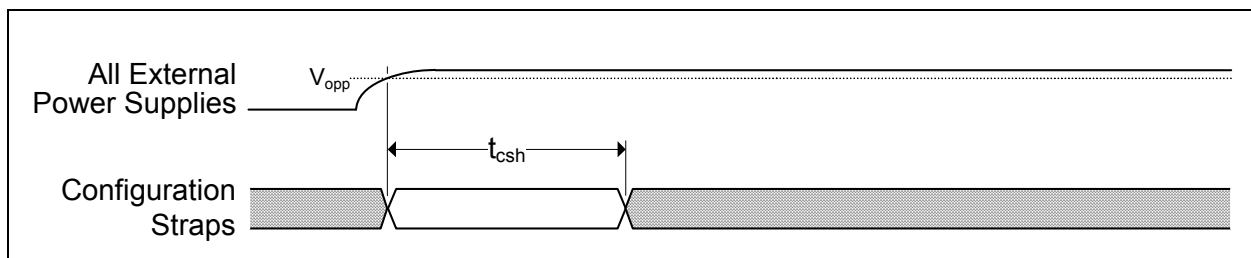 All External
Power Supplies
Vopp
tcsh
Configuration
Straps